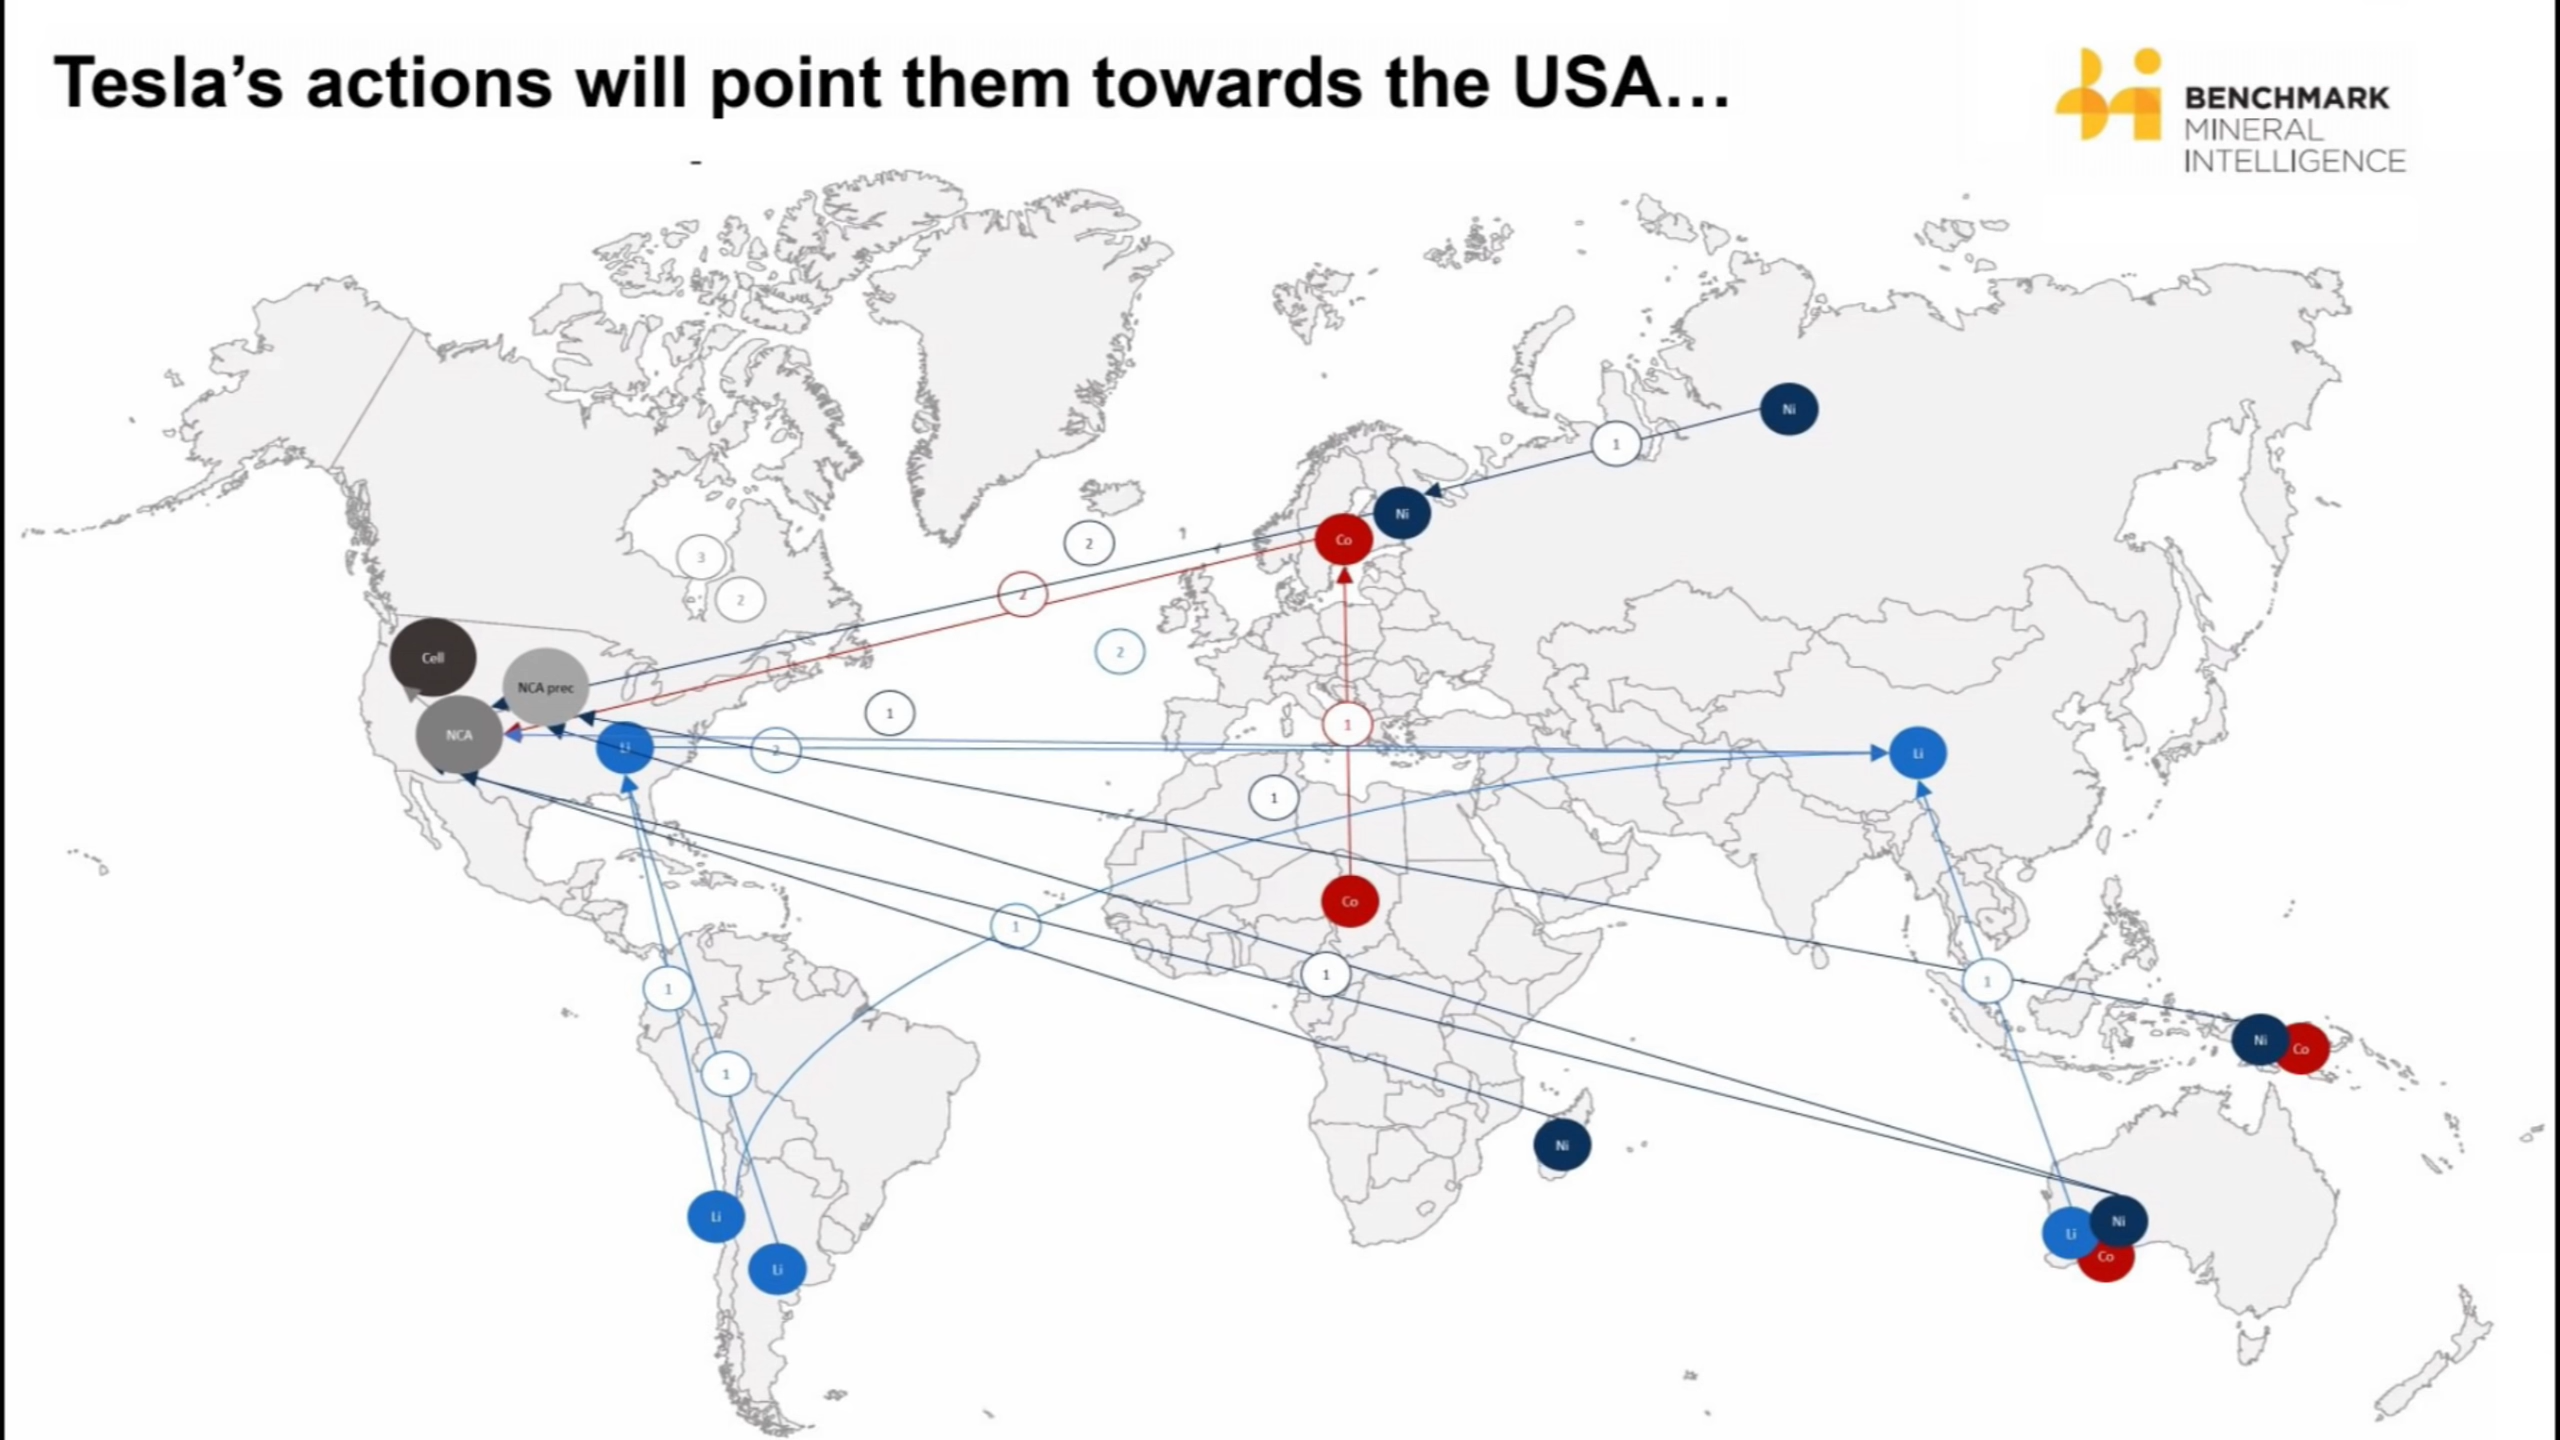 Tesla’s actions will point them towards the USA…
BENCHMARK
MINERAL
INTELLIGENCE
Ni
1
Ni
2
Co
3
2
2
2
Cell
NCA prec
1
1
NCA
Li
2
Li
1
Co
1
1
1
1
Ni
Co
1
Ni
Li
Ni
Li
Co
Li